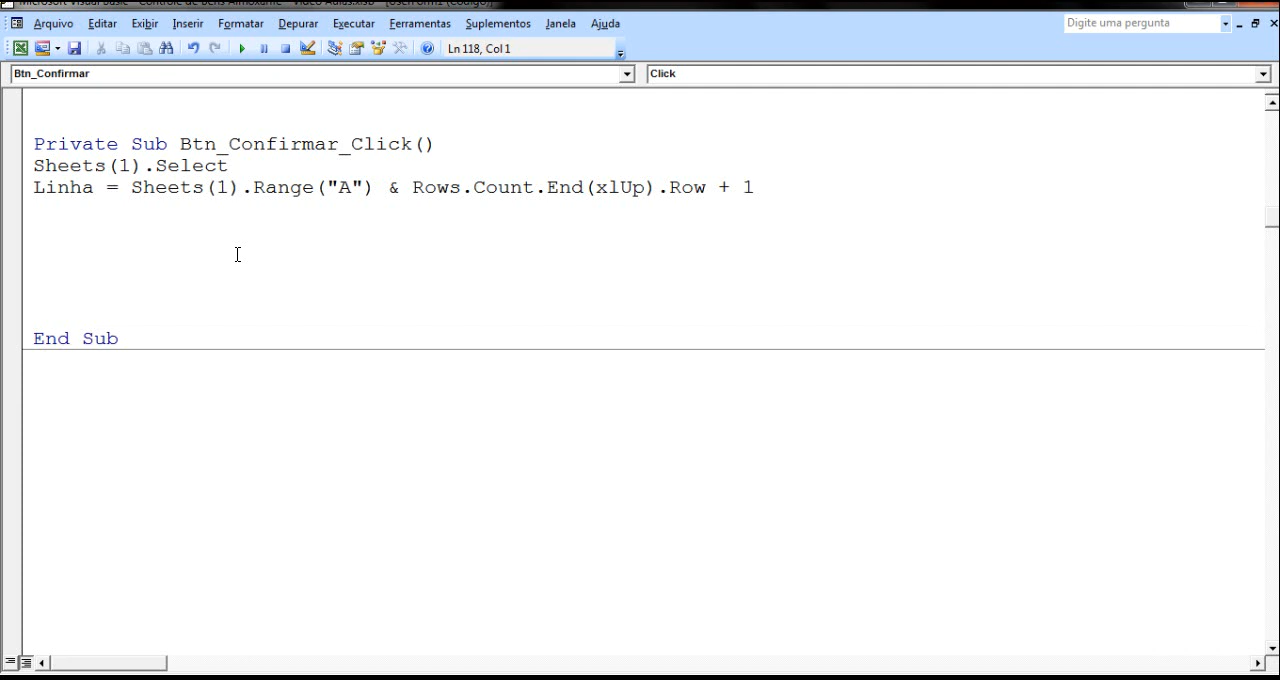 Arquivo Editar Exibir Inserir Formatar Depurar Executar Ferramentas Suplementos Janela Ajuda Digite uma pergunta
Ln 118, Col 1
Btn_Confirmar Click
Private Sub Btn_Confirmar_Click()
Sheets(1).Select
Linha = Sheets(1).Range("A") & Rows.Count.End(xlUp).Row + 1
End Sub